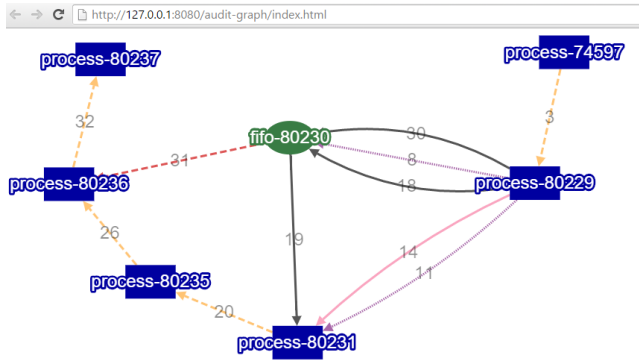 http://127.0.0.1:8080/audit-graph/index.html
process-80237
process-74597
32
3
fifo-80230
30
31
8
process-80236
18
process-80229
26
19
14
11
process-80235
20
process-80231